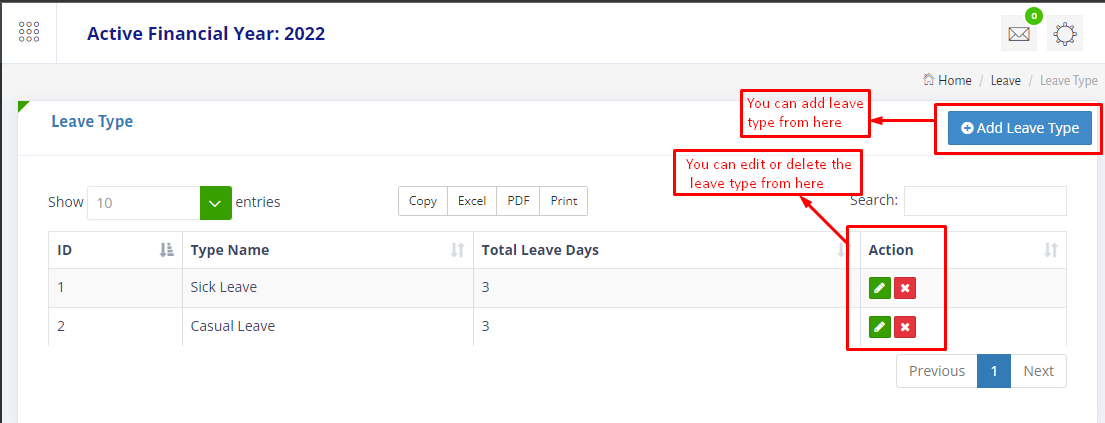 Active Financial Year: 2022
0
Home / Leave / Leave Type
Leave Type
You can add leave
type from here
Add Leave Type
You can edit or delete the
leave type from here
Show 10 entries
Copy Excel PDF Print
Search:
ID Type Name Total Leave Days Action
1 Sick Leave 3
2 Casual Leave 3
Previous 1 Next